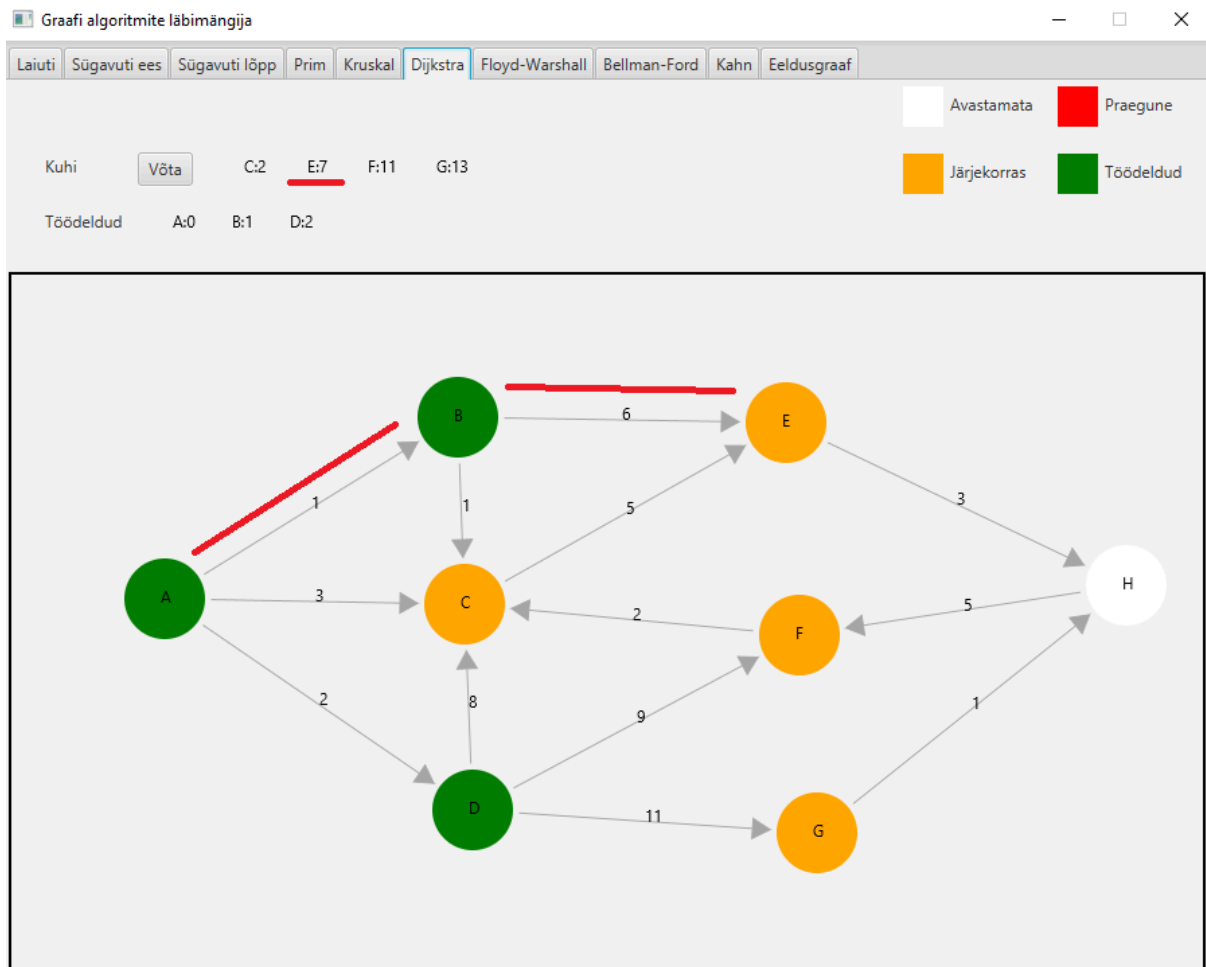 Graafi algoritmite läbimängija
Laiuti Sügavuti ees Sügavuti lõpp Prim Kruskal Dijkstra Floyd-Warshall Bellman-Ford Kahn Eeldusgraaf
Avastamata Praegune
Kuhi Võta C:2 E:7 F:11 G:13
Järjekorras Töödeldud
Töödeldud A:0 B:1 D:2
B 6 E
1 1 5 3
A 3 C 2 F 5 H
2 8 9 1
D 11 G